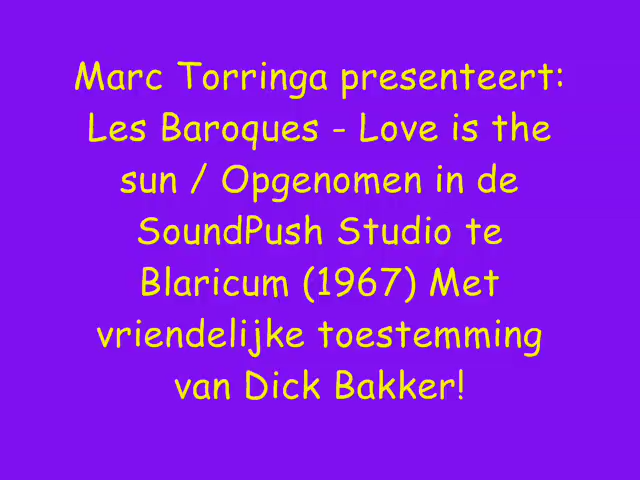 Marc Torringa presenteert:
Les Baroques - Love is the
sun / Opgenomen in de
SoundPush Studio te
Blaricum (1967) Met
vriendelijke toestemming
van Dick Bakker!